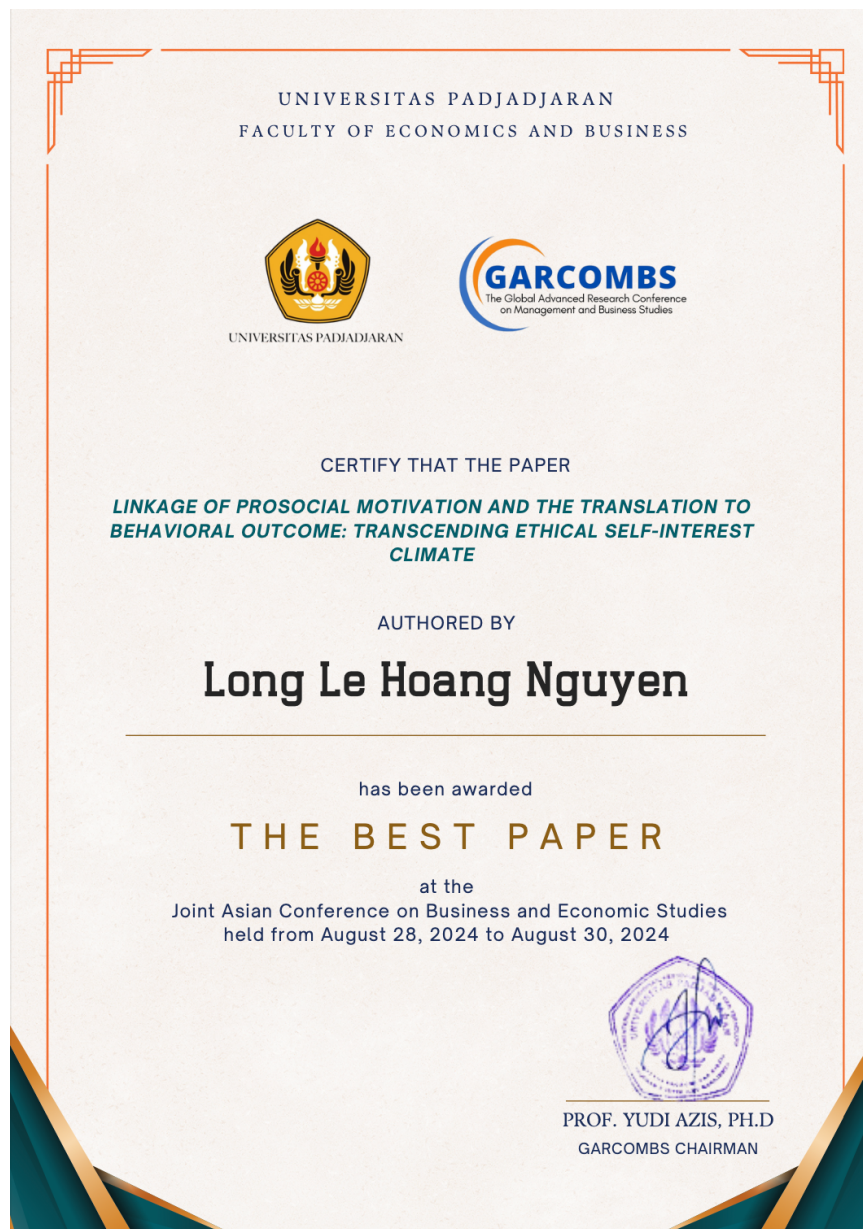 UNIVERSITAS PADJADJARAN
FACULTY OF ECONOMICS AND BUSINESS
UNIVERSITAS PADJADJARAN
GARCOMBS
The Global Advanced Research Conference
on Management and Business Studies
CERTIFY THAT THE PAPER
LINKAGE OF PROSOCIAL MOTIVATION AND THE TRANSLATION TO
BEHAVIORAL OUTCOME: TRANSCENDING ETHICAL SELF-INTEREST
CLIMATE
AUTHORED BY
Long Le Hoang Nguyen
has been awarded
THE BEST PAPER
at the
Joint Asian Conference on Business and Economic Studies
held from August 28, 2024 to August 30, 2024
UNIVERSITAS PADJADJARAN
PROF. YUDI AZIS, PH.D
GARCOMBS CHAIRMAN